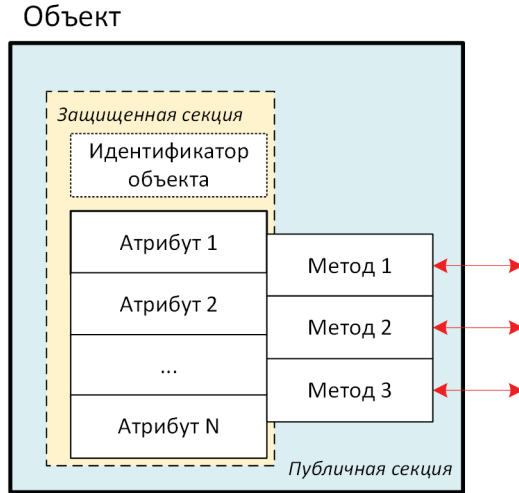 Объект
Защищенная секция
Идентификатор
объекта
Атрибут 1
Метод 1
Атрибут 2
Метод 2
...
Метод 3
Атрибут N
Публичная секция